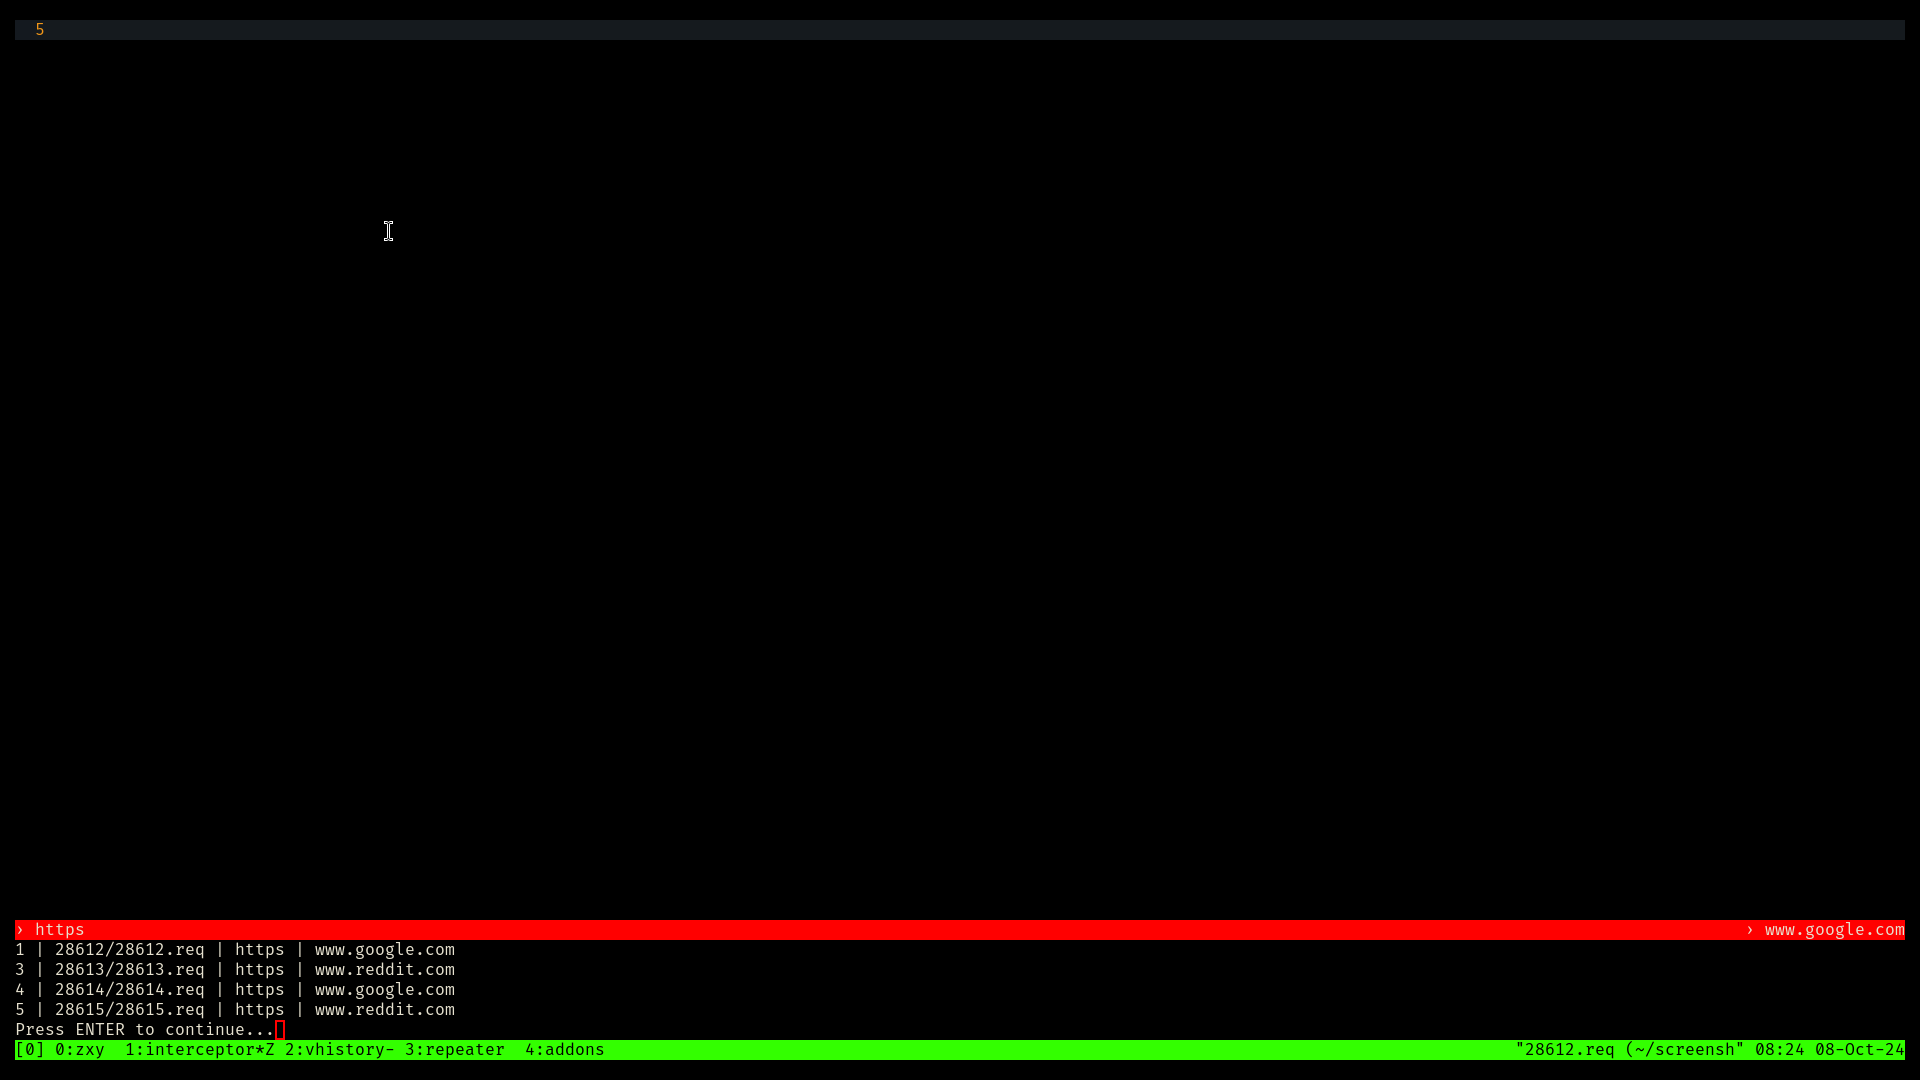 5
› https › www.google.com
1 | 28612/28612.req | https | www.google.com
3 | 28613/28613.req | https | www.reddit.com
4 | 28614/28614.req | https | www.google.com
5 | 28615/28615.req | https | www.reddit.com
Press ENTER to continue...
[0] 0:zxy  1:interceptor*Z 2:vhistory- 3:repeater  4:addons "28612.req (~/screensh" 08:24 08-Oct-24